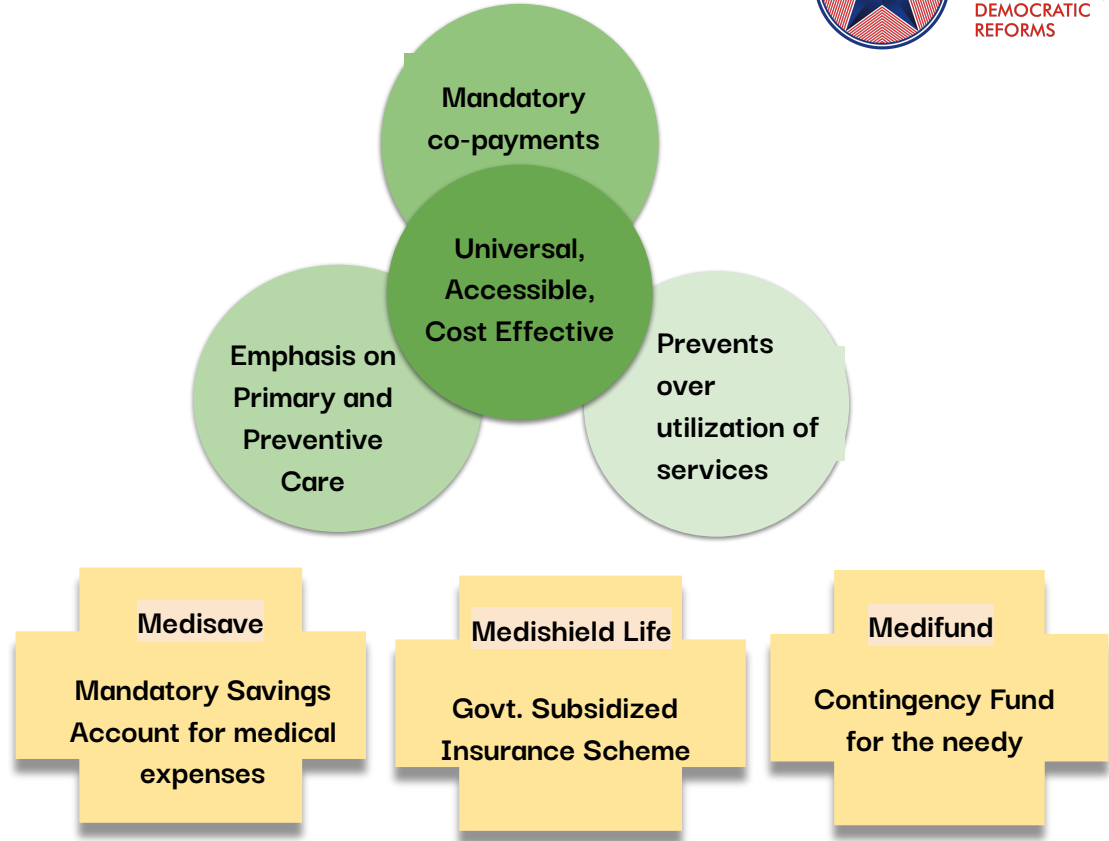 DEMOCRATIC
REFORMS
Mandatory
co-payments
Universal,
Accessible,
Cost Effective
Emphasis on
Primary and
Preventive
Care
Prevents
over
utilization of
services
Medisave
Mandatory Savings
Account for medical
expenses
Medishield Life
Govt. Subsidized
Insurance Scheme
Medifund
Contingency Fund
for the needy